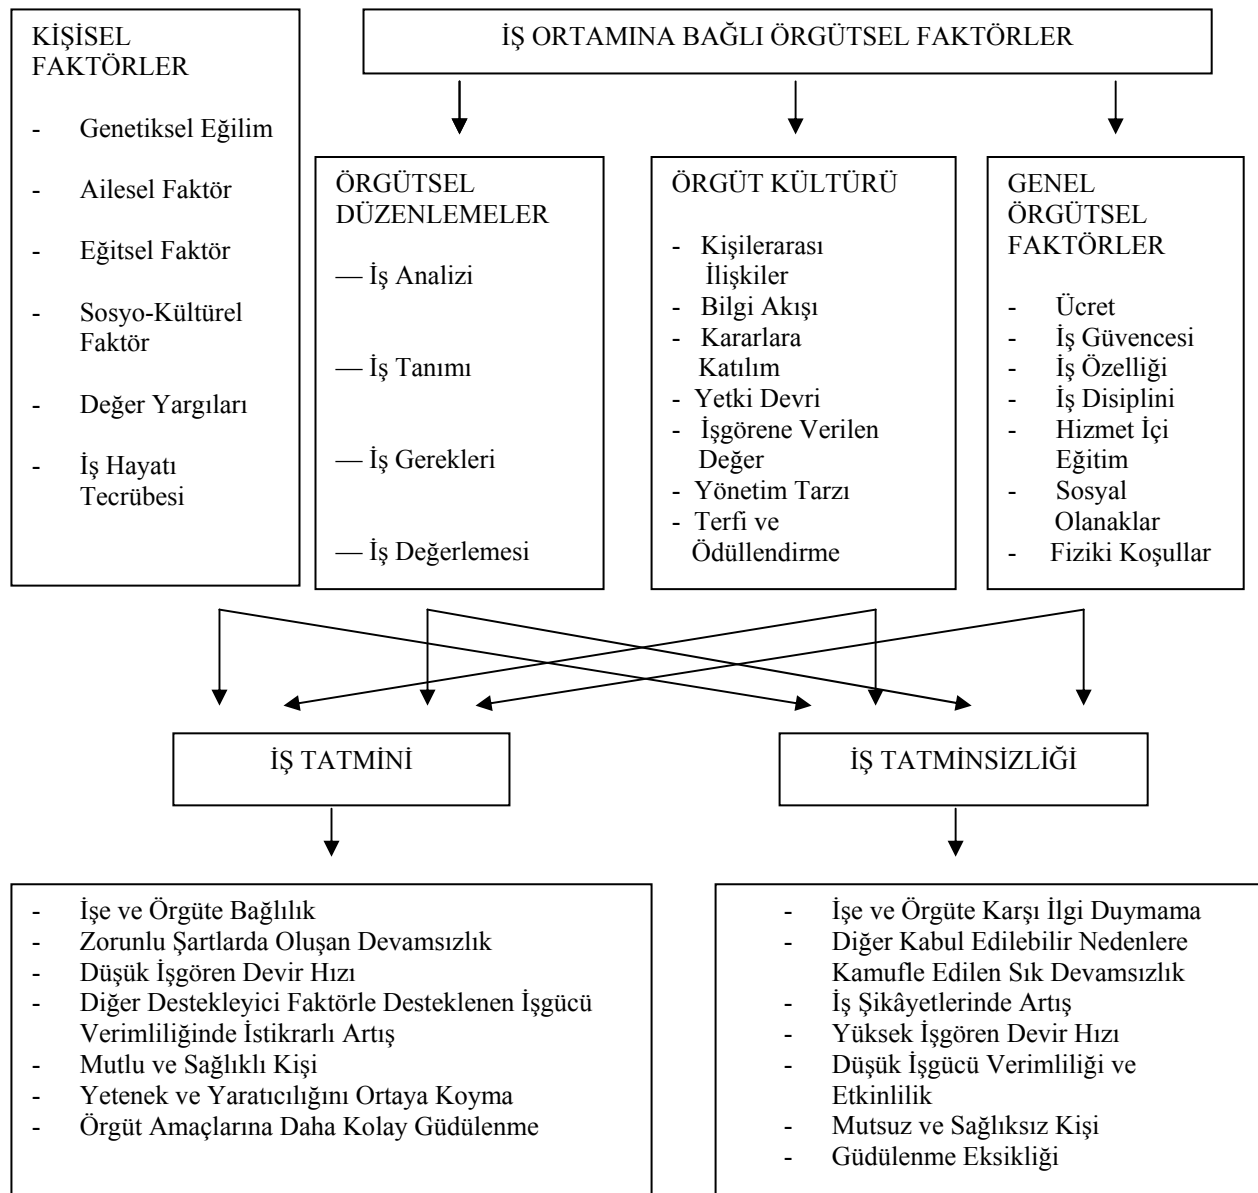 KİŞİSEL
FAKTÖRLER
- Genetiksel Eğilim
- Ailesel Faktör
- Eğitsel Faktör
- Sosyo-Kültürel
Faktör
- Değer Yargıları
- İş Hayatı
Tecrübesi
İŞ ORTAMINA BAĞLI ÖRGÜTSEL FAKTÖRLER
ÖRGÜTSEL
DÜZENLEMELER
— İş Analizi
— İş Tanımı
— İş Gerekleri
— İş Değerlemesi
ÖRGÜT KÜLTÜRÜ
- Kişilerarası
İlişkiler
- Bilgi Akışı
- Kararlara
Katılım
- Yetki Devri
- İşgörene Verilen
Değer
- Yönetim Tarzı
- Terfi ve
Ödüllendirme
GENEL
ÖRGÜTSEL
FAKTÖRLER
- Ücret
- İş Güvencesi
- İş Özelliği
- İş Disiplini
- Hizmet İçi
Eğitim
- Sosyal
Olanaklar
- Fiziki Koşullar
İŞ TATMİNİ
İŞ TATMINSIZLIĞI
- İşe ve Örgüte Bağlılık
- Zorunlu Şartlarda Oluşan Devamsızlık
- Düşük İşgören Devir Hızı
- Diğer Destekleyici Faktörle Desteklenen İşgücü
Verimliliğinde İstikrarlı Artış
- Mutlu ve Sağlıklı Kişi
- Yetenek ve Yaratıcılığını Ortaya Koyma
- Örgüt Amaçlarına Daha Kolay Güdülenme
- İşe ve Örgüte Karşı İlgi Duymama
- Diğer Kabul Edilebilir Nedenlere
Kamufle Edilen Sık Devamsızlık
- İş Şikâyetlerinde Artış
- Yüksek İşgören Devir Hızı
- Düşük İşgücü Verimliliği ve
Etkinlilik
- Mutsuz ve Sağlıksız Kişi
- Güdülenme Eksikliği